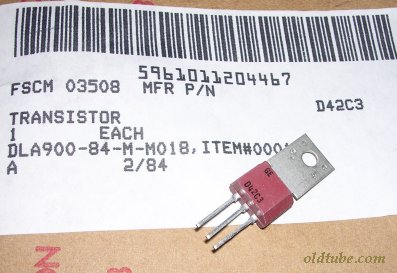 5961011204467
FSCM 03508 MFR P/N
D42C3
TRANSISTOR
1 EACH
DLA900-84-M-M018,ITEM#000
A 2/84
GE
D42C3
oldtube.com